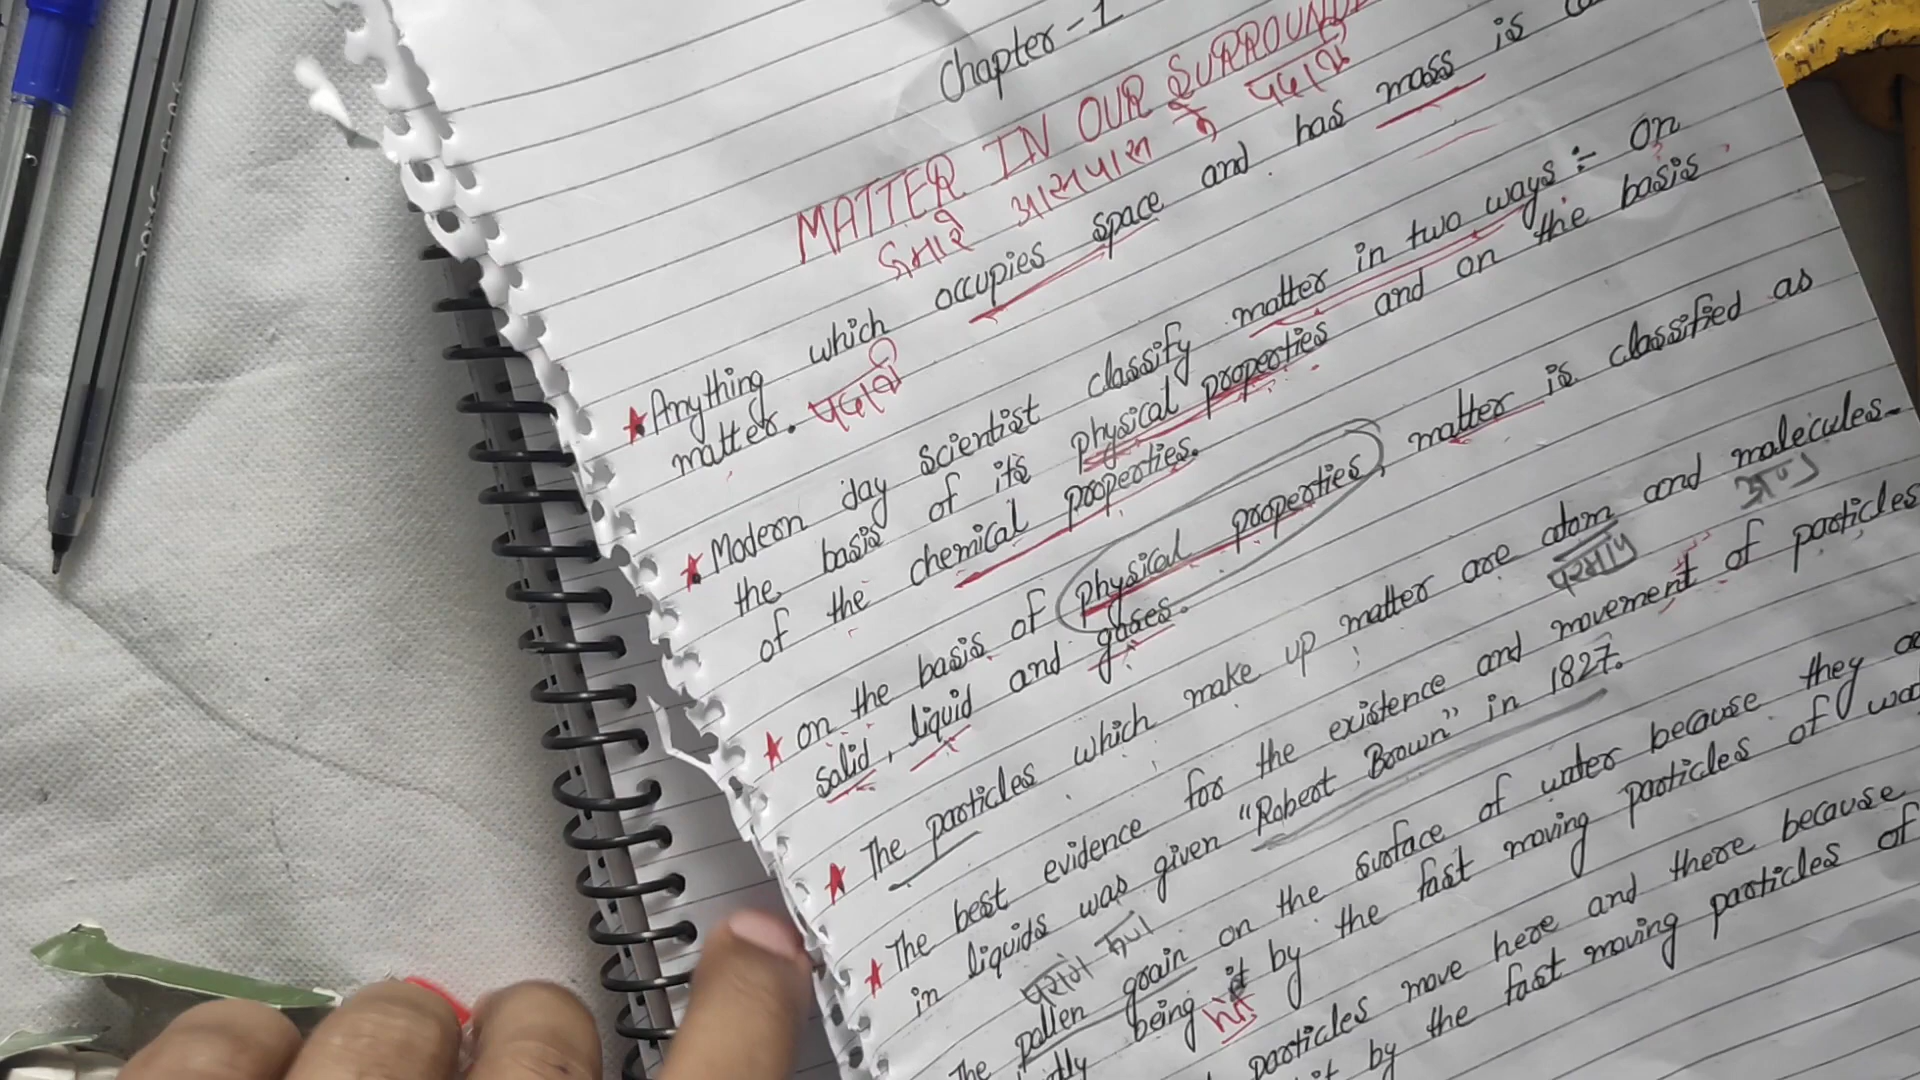 Chapter-1
MATTER IN OUR
हमारे आसपास के पदार्थ
Anything which occupies space and has mass is
matter. पदार्थ
Modern day scientist classify matter in two ways :- On
the basis of its physical properties and on the basis
of the chemical properties.
on the basis of physical properties, matter is classified as
salid, liquid and gases.
The particles which make up matter are atom and molecules.
परमाणु अणु
The best evidence for the existence and movement of particles
in liquids was given "Robert Brown" in 1827.
पराग कण
The pollen grain on the surface of water because they
being hit by the fast moving particles of
particles move here and there because
by the fast moving particles of